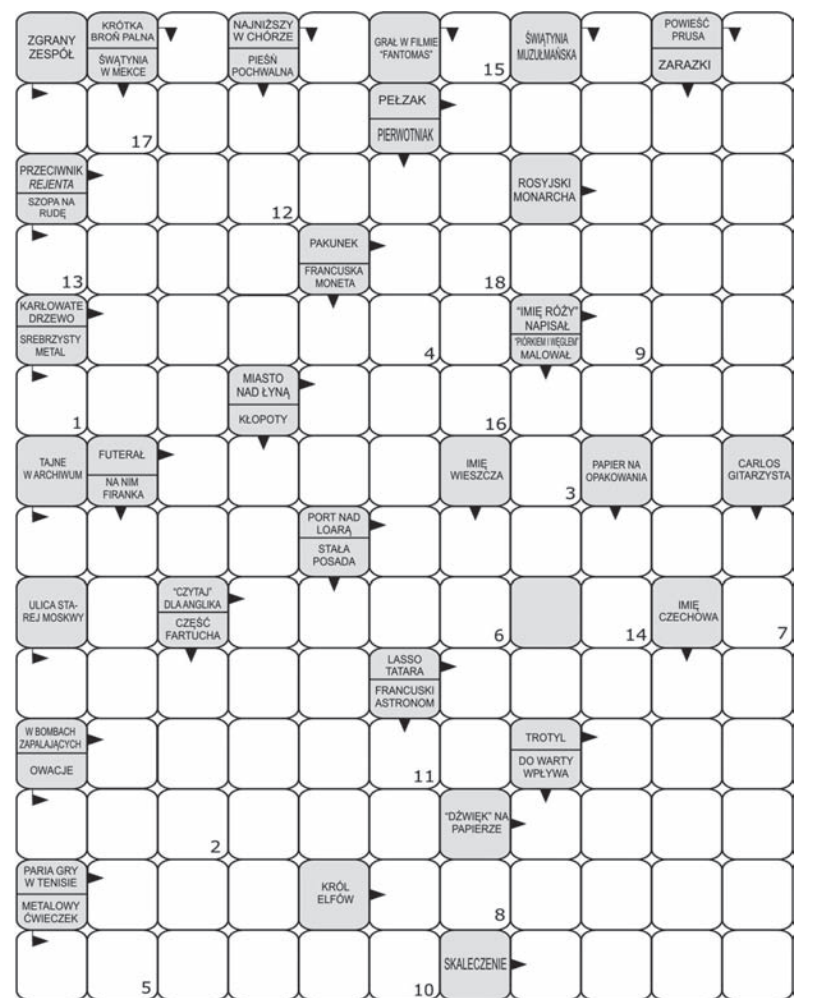 ZGRANY
ZESPÓŁ
KRÓTKA
BROŃ PALNA
ŚWĄTYNIA
W MEKCE
NAJNIŻSZY
W CHÓRZE
PIEŚŃ
POCHWALNA
GRAŁ W FILMIE
"FANTOMAS"
15
ŚWIĄTYNIA
MUZUŁMAŃSKA
POWIEŚĆ
PRUSA
ZARAZKI
17
PEŁZAK
PIERWOTNIAK
PRZECIWNIK
REJENTA
SZOPA NA
RUDĘ
12
ROSYJSKI
MONARCHA
13
PAKUNEK
FRANCUSKA
MONETA
18
KARŁOWATE
DRZEWO
SREBRZYSTY
METAL
4
"IMIĘ RÓŻY"
NAPISAŁ
"PIÓRKIEM I WĘGLEM"
MALOWAŁ
9
1
MIASTO
NAD ŁYNĄ
KŁOPOTY
16
TAJNE
W ARCHIWUM
FUTERAŁ
NA NIM
FIRANKA
IMIĘ
WIESZCZA
3
PAPIER NA
OPAKOWANIA
CARLOS
GITARZYSTA
PORT NAD
LOARĄ
STAŁA
POSADA
ULICA STA-
REJ MOSKWY
"CZYTAJ"
DLA ANGLIKA
CZĘŚĆ
FARTUCHA
6
14
IMIĘ
CZECHOWA
7
LASSO
TATARA
FRANCUSKI
ASTRONOM
W BOMBACH
ZAPALAJĄCYCH
OWACJE
11
TROTYL
DO WARTY
WPŁYWA
2
"DŹWIĘK" NA
PAPIERZE
PARIA GRY
W TENISIE
METALOWY
ĆWIECZEK
KRÓL
ELFÓW
8
5
10
SKALECZENIE